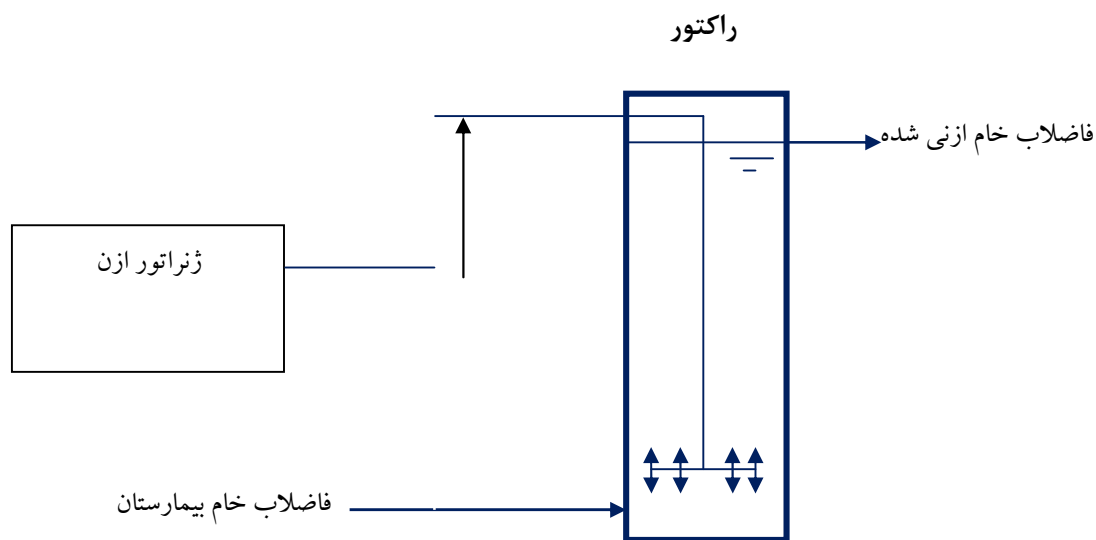 راکتور
فاضلاب خام ازنی شده
ژنراتور ازن
فاضلاب خام بیمارستان